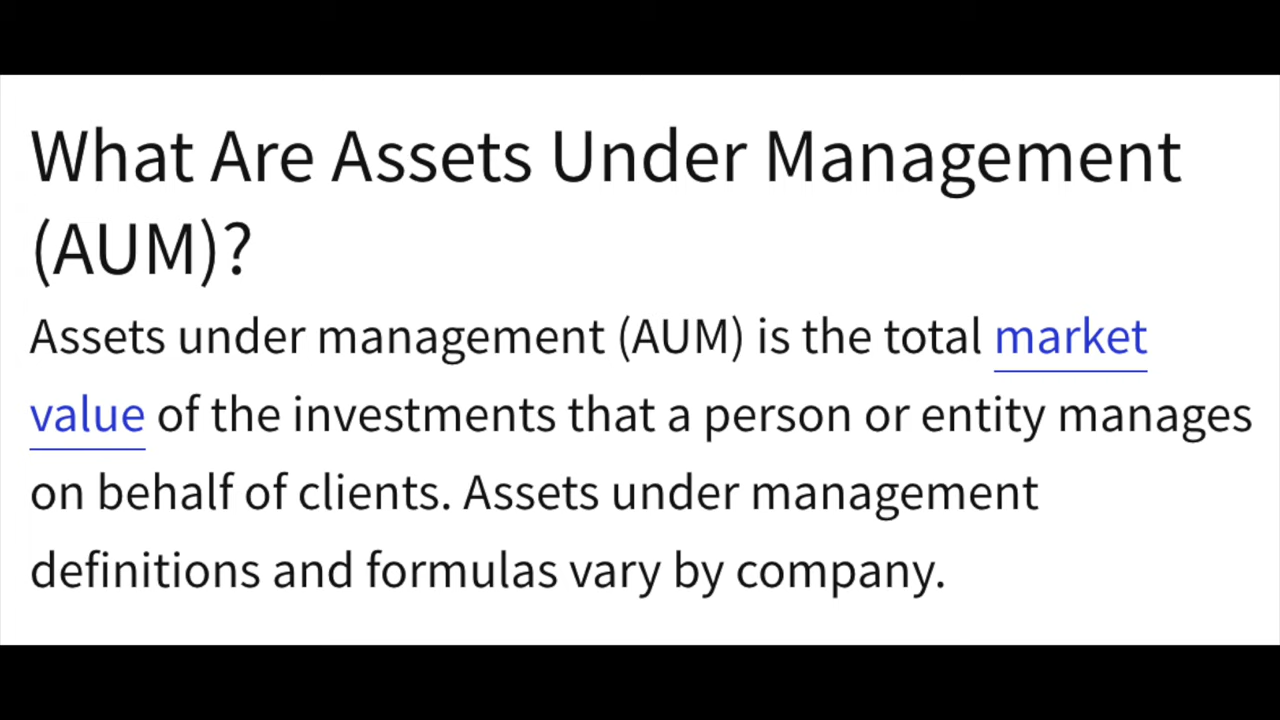 What Are Assets Under Management
(AUM)?
Assets under management (AUM) is the total market
value of the investments that a person or entity manages
on behalf of clients. Assets under management
definitions and formulas vary by company.